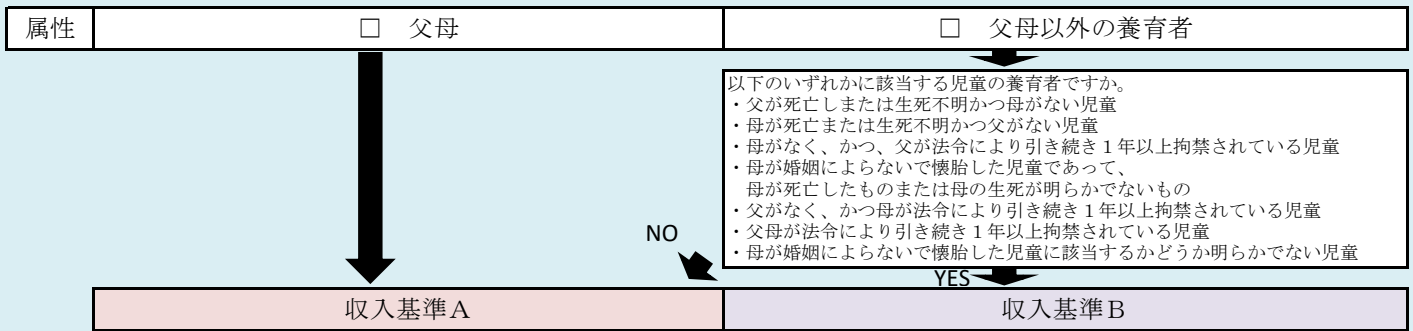 属性 □ 父母 □ 父母以外の養育者
以下のいずれかに該当する児童の養育者ですか。
・父が死亡しまたは生死不明かつ母がない児童
・母が死亡または生死不明かつ父がない児童
・母がなく、かつ、父が法令により引き続き１年以上拘禁されている児童
・母が婚姻によらないで懐胎した児童であって、
母が死亡したものまたは母の生死が明らかでないもの
・父がなく、かつ母が法令により引き続き１年以上拘禁されている児童
・父母が法令により引き続き１年以上拘禁されている児童
・母が婚姻によらないで懐胎した児童に該当するかどうか明らかでない児童
NO
YES
収入基準Ａ 収入基準Ｂ